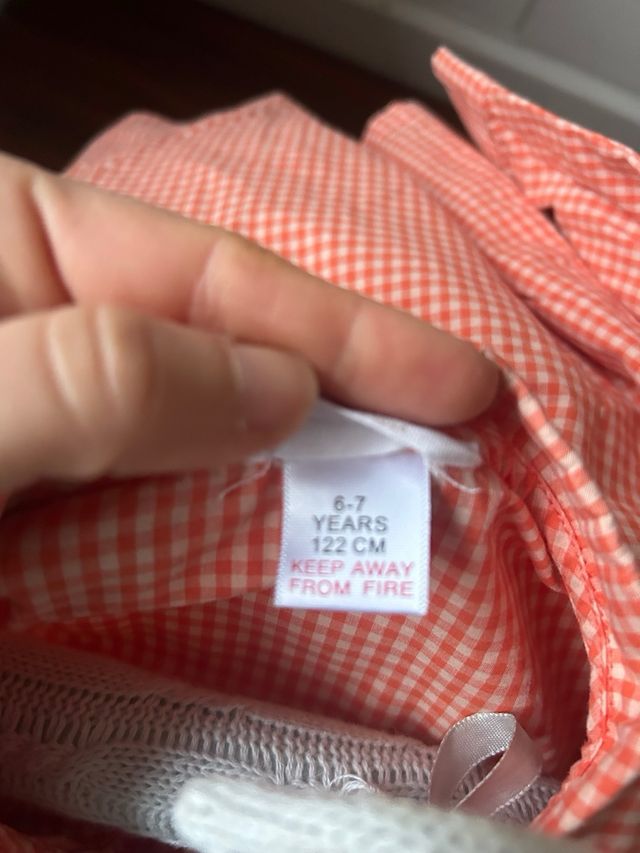 6-7
YEARS
122 CM
KEEP AWAY
FROM FIRE